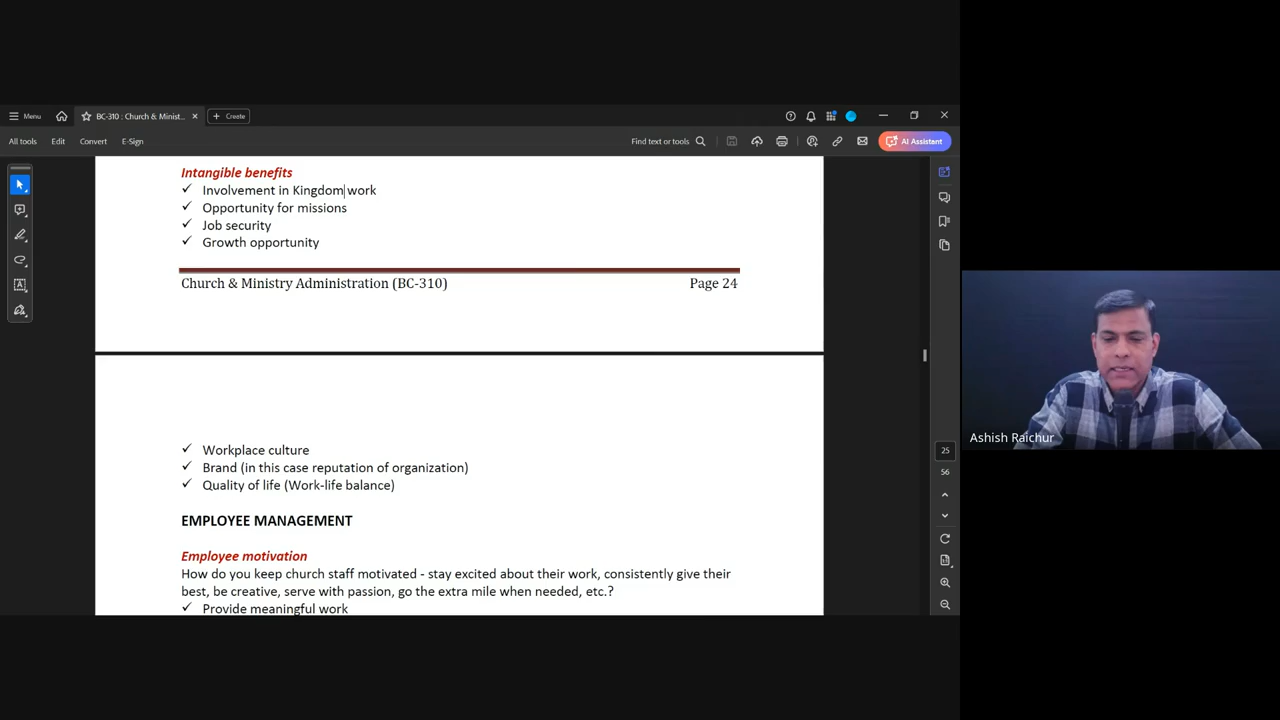 Menu
BC-310 : Church & Minist...
Create
All tools
Edit
Convert
E-Sign
Find text or tools
AI Assistant
Intangible benefits
✓ Involvement in Kingdom work
✓ Opportunity for missions
✓ Job security
✓ Growth opportunity
Church & Ministry Administration (BC-310) Page 24
✓ Workplace culture
✓ Brand (in this case reputation of organization)
✓ Quality of life (Work-life balance)
EMPLOYEE MANAGEMENT
Employee motivation
How do you keep church staff motivated - stay excited about their work, consistently give their
best, be creative, serve with passion, go the extra mile when needed, etc.?
✓ Provide meaningful work
25
56
Ashish Raichur